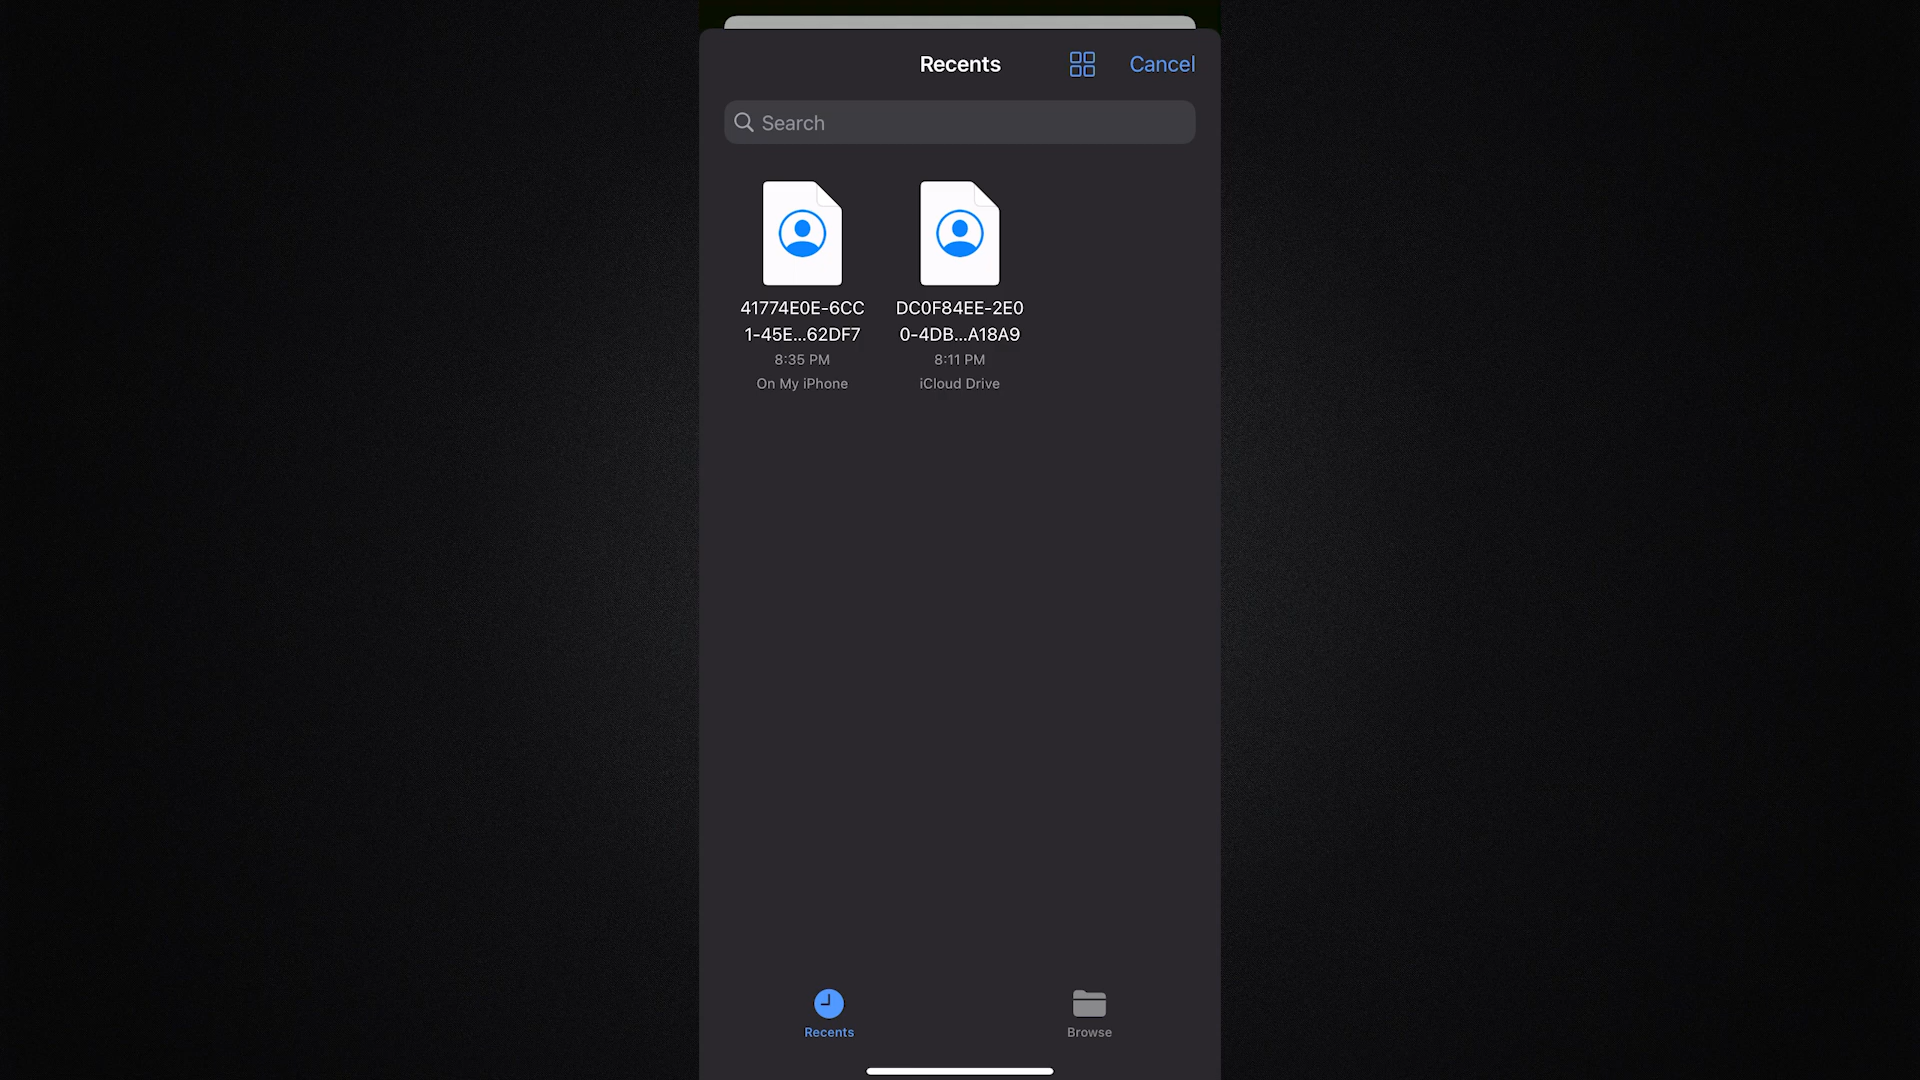 Recents
Cancel
Search
41774E0E-6CC
1-45E...62DF7
8:35 PM
On My iPhone
DC0F84EE-2E0
0-4DB...A18A9
8:11 PM
iCloud Drive
Recents
Browse